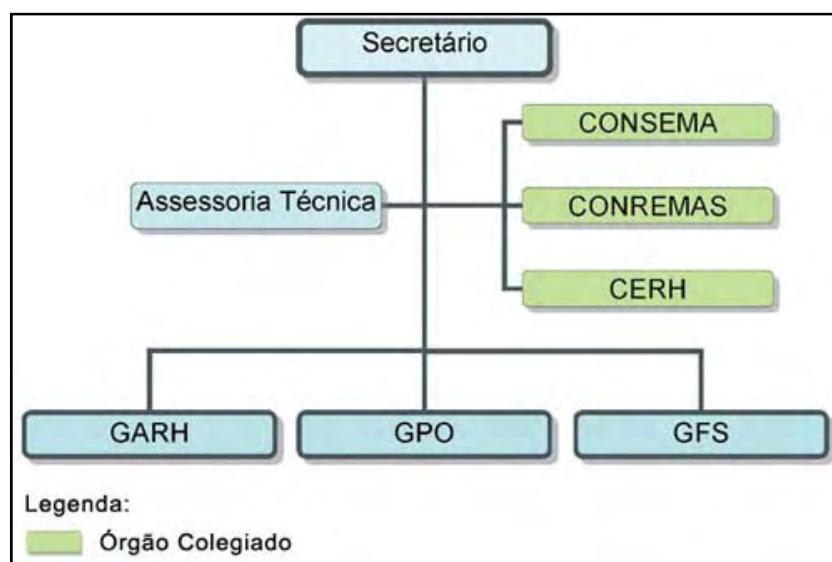 Secretário
CONSEMA
Assessoria Técnica
CONREMAS
CERH
GARH
GPO
GFS
Legenda:
Órgão Colegiado